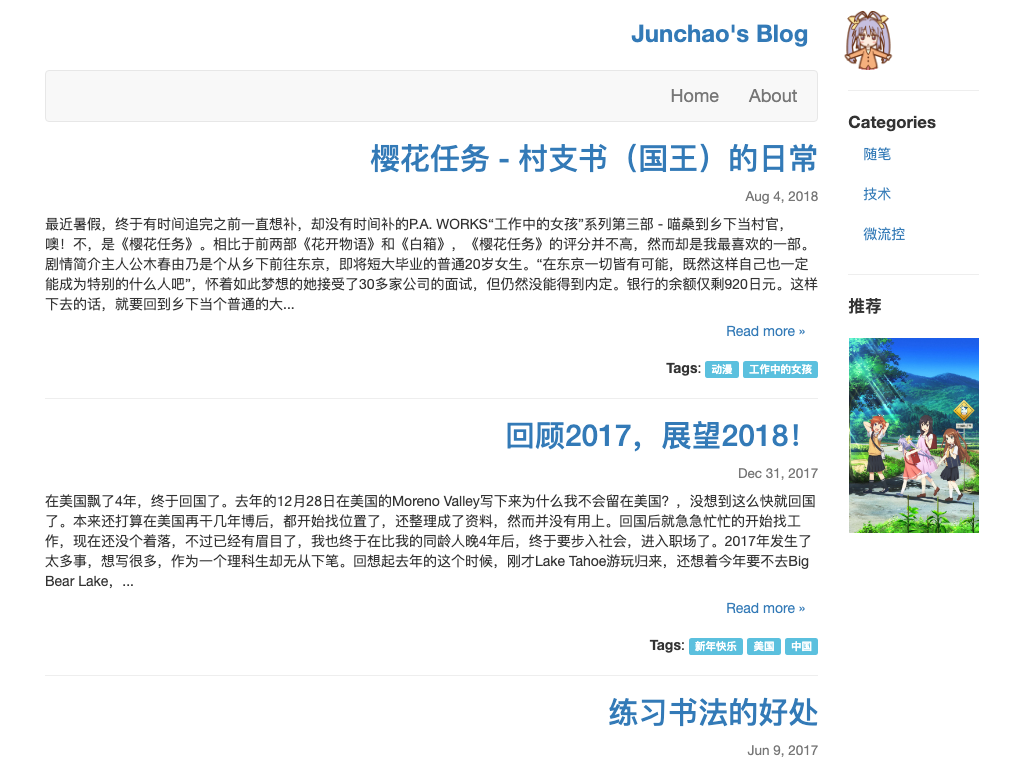 Junchao's Blog
Home
About
樱花任务 - 村支书（国王）的日常
Aug 4, 2018
最近暑假，终于有时间追完之前一直想补，却没有时间补的P.A. WORKS“工作中的女孩”系列第三部 - 喵桑到乡下当村官，
噢！不，是《樱花任务》。相比于前两部《花开物语》和《白箱》，《樱花任务》的评分并不高，然而却是我最喜欢的一部。
剧情简介主人公木春由乃是个从乡下前往东京，即将短大毕业的普通20岁女生。“在东京一切皆有可能，既然这样自己也一定
能成为特别的什么人吧”，怀着如此梦想的她接受了30多家公司的面试，但仍然没能得到内定。银行的余额仅剩920日元。这样
下去的话，就要回到乡下当个普通的大...
Read more »
Tags: 动漫 工作中的女孩
回顾2017，展望2018！
Dec 31, 2017
在美国飘了4年，终于回国了。去年的12月28日在美国的Moreno Valley写下来为什么我不会留在美国？，没想到这么快就回国
了。本来还打算在美国再干几年博后，都开始找位置了，还整理成了资料，然而并没有用上。回国后就急急忙忙的开始找工
作，现在还没个着落，不过已经有眉目了，我也终于在比我的同龄人晚4年后，终于要步入社会，进入职场了。2017年发生了
太多事，想写很多，作为一个理科生却无从下笔。回想起去年的这个时候，刚才Lake Tahoe游玩归来，还想着今年要不去Big
Bear Lake，...
Read more »
Tags: 新年快乐 美国 中国
练习书法的好处
Jun 9, 2017
Categories
随笔
技术
微流控
推荐